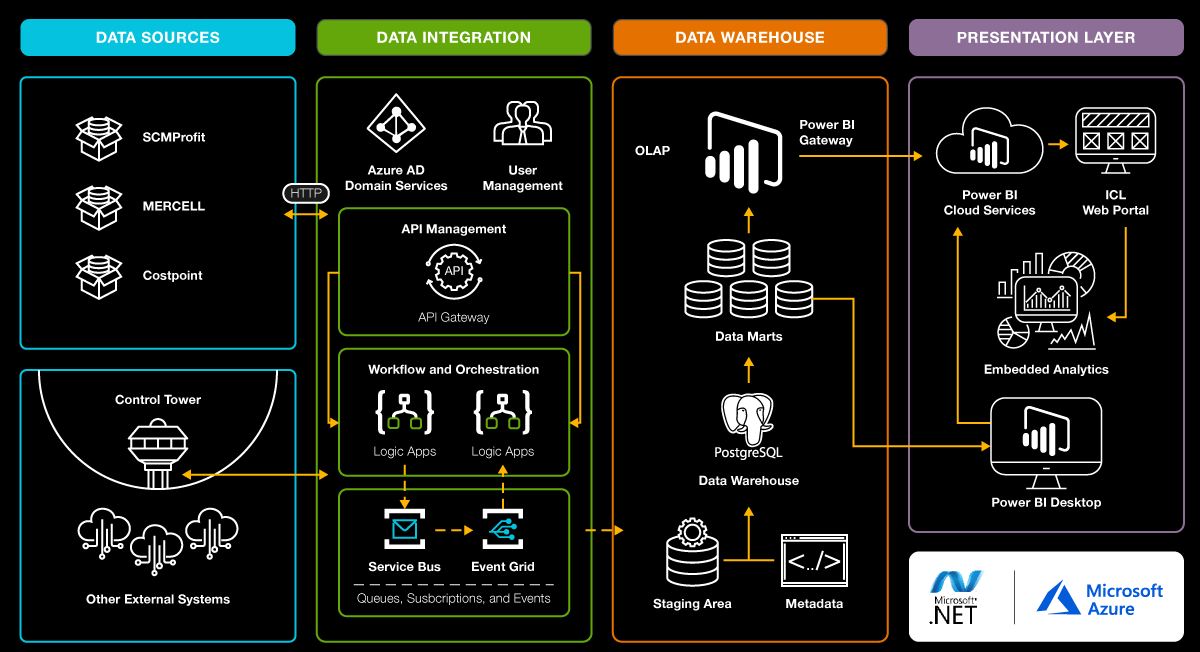 DATA SOURCES
DATA INTEGRATION
DATA WAREHOUSE
PRESENTATION LAYER
SCMProfit
MERCELL
Costpoint
Control Tower
Other External Systems
HTTP
Azure AD
Domain Services
User
Management
API Management
API
API Gateway
Workflow and Orchestration
Logic Apps
Logic Apps
Service Bus
Event Grid
Queues, Susbcriptions, and Events
OLAP
Power BI
Gateway
Data Marts
PostgreSQL
Data Warehouse
<../>
Staging Area
Metadata
Power BI
Cloud Services
ICL
Web Portal
Embedded Analytics
Power BI Desktop
Microsoft®
.NET
Microsoft
Azure